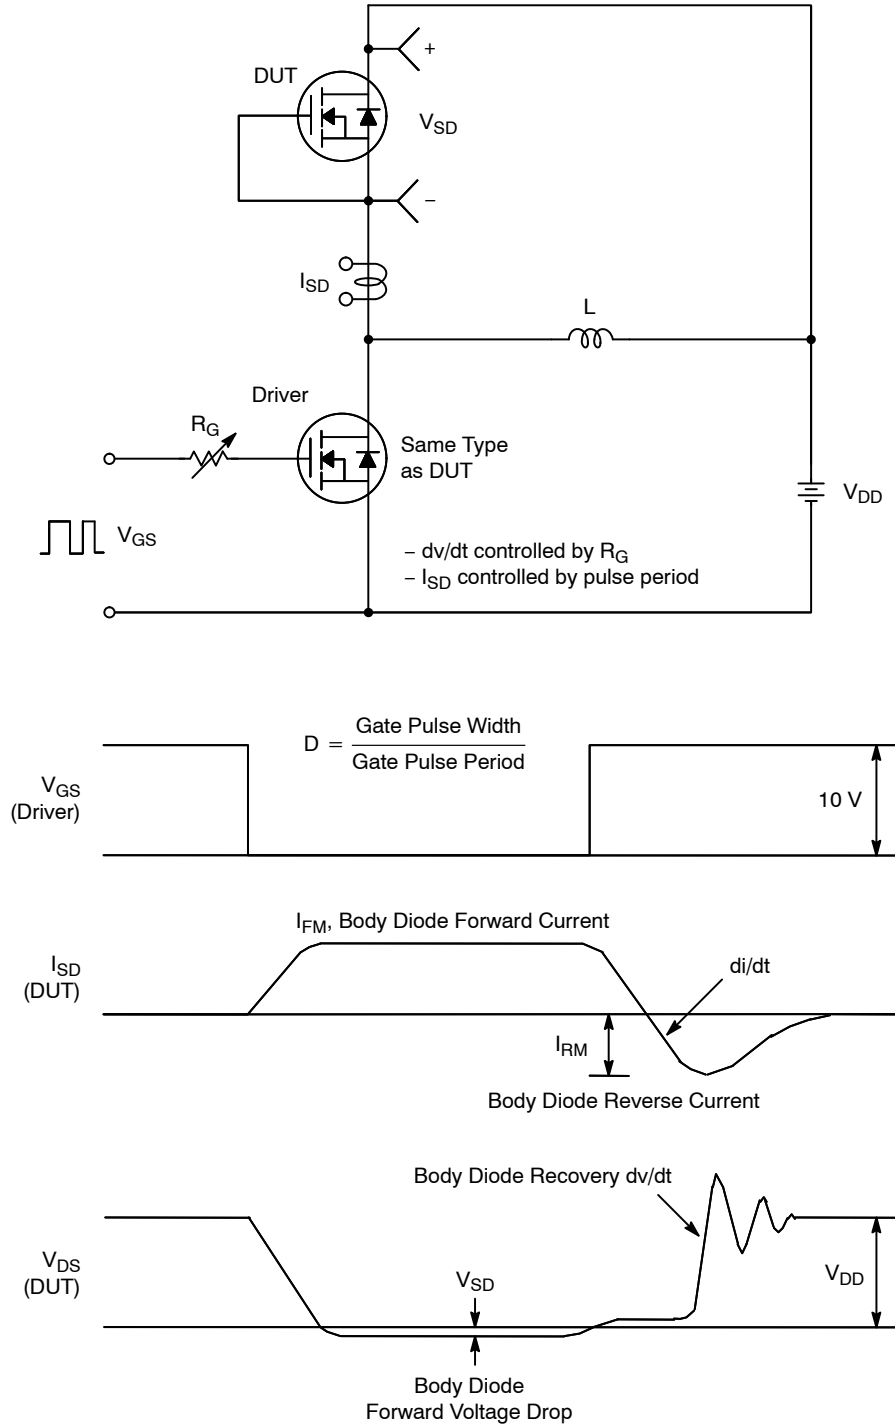 +
DUT
V_SD
−
I_SD
L
Driver
R_G
Same Type
as DUT
V_DD
V_GS
− dv/dt controlled by R_G
− I_SD controlled by pulse period
D = Gate Pulse Width
Gate Pulse Period
V_GS
(Driver)
10 V
I_FM, Body Diode Forward Current
I_SD
(DUT)
di/dt
I_RM
Body Diode Reverse Current
Body Diode Recovery dv/dt
V_DS
(DUT)
V_SD
V_DD
Body Diode
Forward Voltage Drop